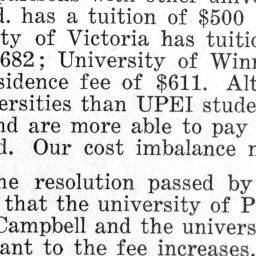 d. has a tuition of $500
ty of Victoria has tuitio
682; University of Winn
sidence fee of $611. Alt
ersities than UPEI stude
nd are more able to pay
d. Our cost imbalance n
he resolution passed by
that the university of P
Campbell and the univers
ant to the fee increases.